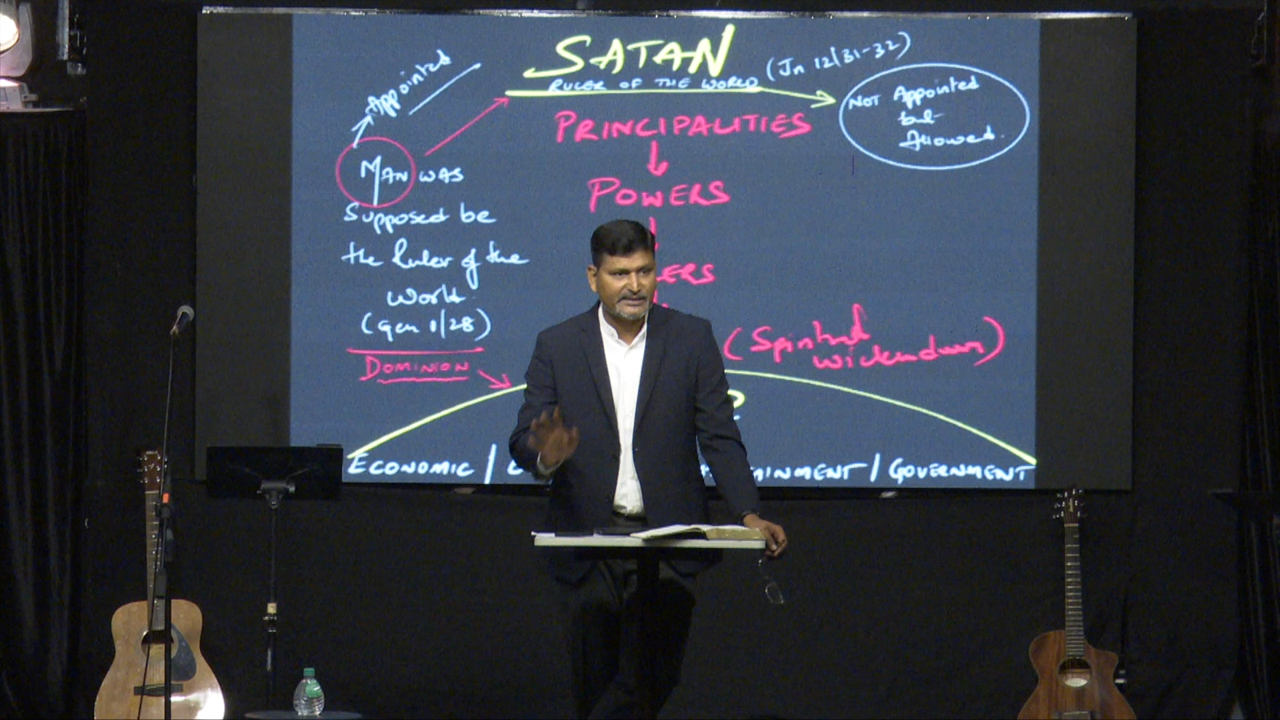 SATAN
RULER OF THE WORLD
(Jn 12/31-32)
Appointed
NOT Appointed
but
Allowed.
PRINCIPALITIES
POWERS
MAN WAS
Supposed be
the Ruler of the
World.
(Gen 1/28)
DOMINION
(Spiritual
wickedness)
ECONOMIC /
/ GOVERNMENT